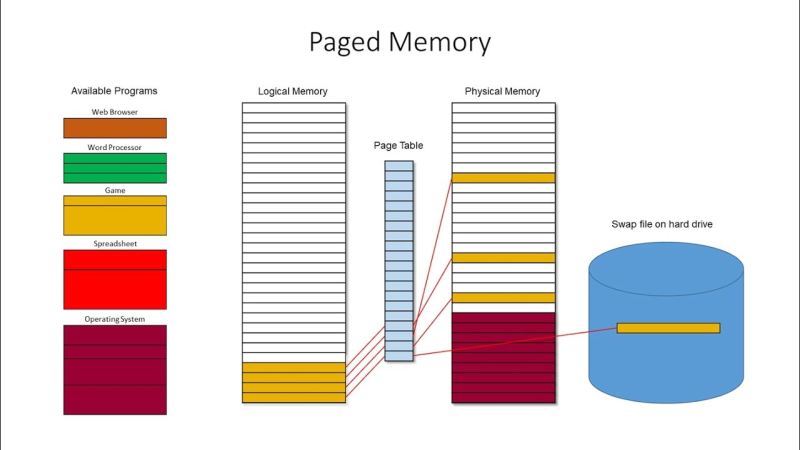 Paged Memory
Available Programs
Web Browser
Word Processor
Game
Spreadsheet
Operating System
Logical Memory
Page Table
Physical Memory
Swap file on hard drive